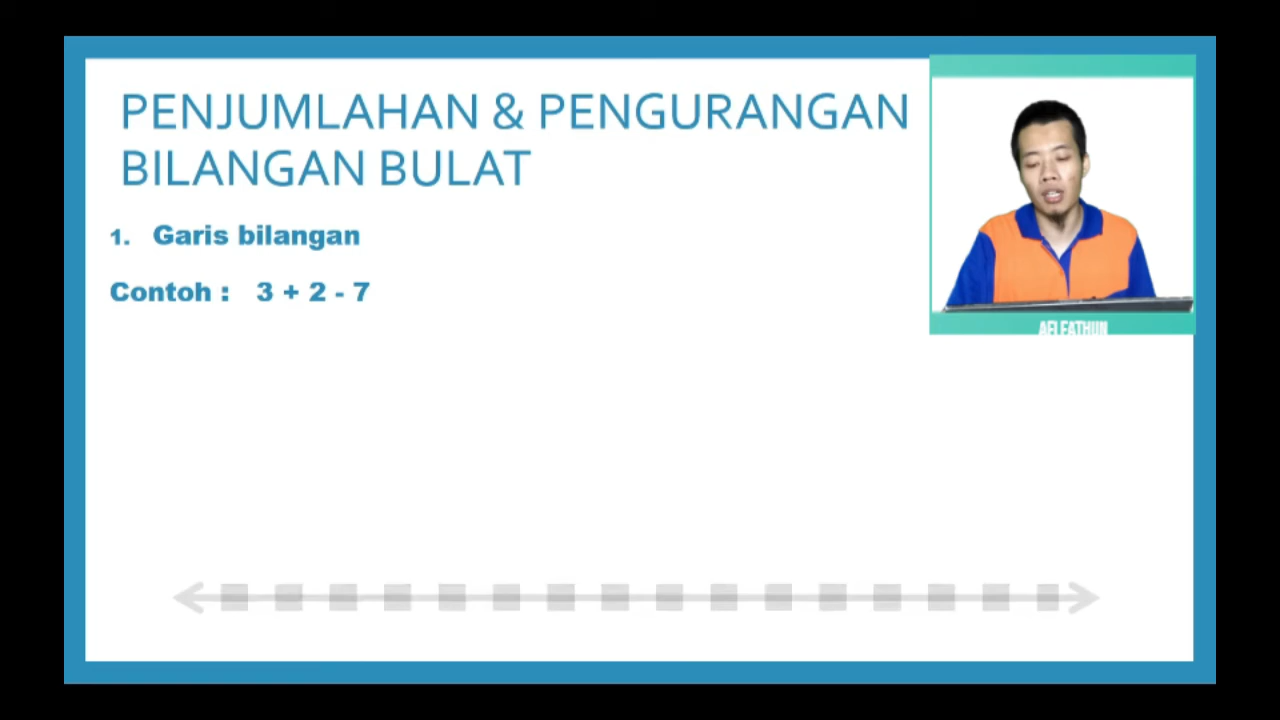 PENJUMLAHAN & PENGURANGAN
BILANGAN BULAT
1. Garis bilangan
Contoh : 3 + 2 - 7